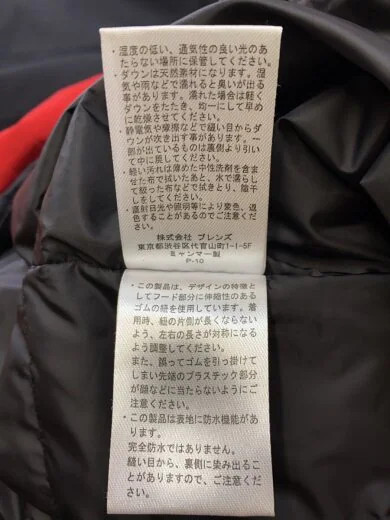 ・湿度の低い、通気性の良い光のあ
たらない場所に保管してください。
・ダウンは天然素材になります。湿
気や雨などで濡れると臭いが出る
事があります。濡れた場合は軽く
ダウンをたたき、均一にして早め
に乾燥させてください。
・静電気や摩擦などで縫い目からダ
ウンが吹き出す事があります。一
部が出ているものは裏側より引い
て中に戻してください。
・軽い汚れは薄めた中性洗剤を含ま
せた布で拭いたあと、水で濡らし
て絞った布などで拭きとり、陰干
しをしてください。
・直射日光や照明等により変色、退
色することがあるのでご注意ください。
株式会社 ブレンズ
東京都渋谷区代官山町1-1-5F
ミャンマー製
P-10
・この製品は、デザインの特徴と
してフード部分に伸縮性のある
ゴムの紐を使用しています。着
用時、紐の片側が長くならない
よう、左右の長さが対称になる
よう調整してください。
また、誤ってゴムを引っ掛けて
しまい先端のプラスチック部分
が顔などに当たらないようにご
注意ください。
・この製品は表地に防水機能があ
ります。
完全防水ではありません。
縫い目から、裏側に染み出るこ
とがありますので、ご注意くだ
さい。